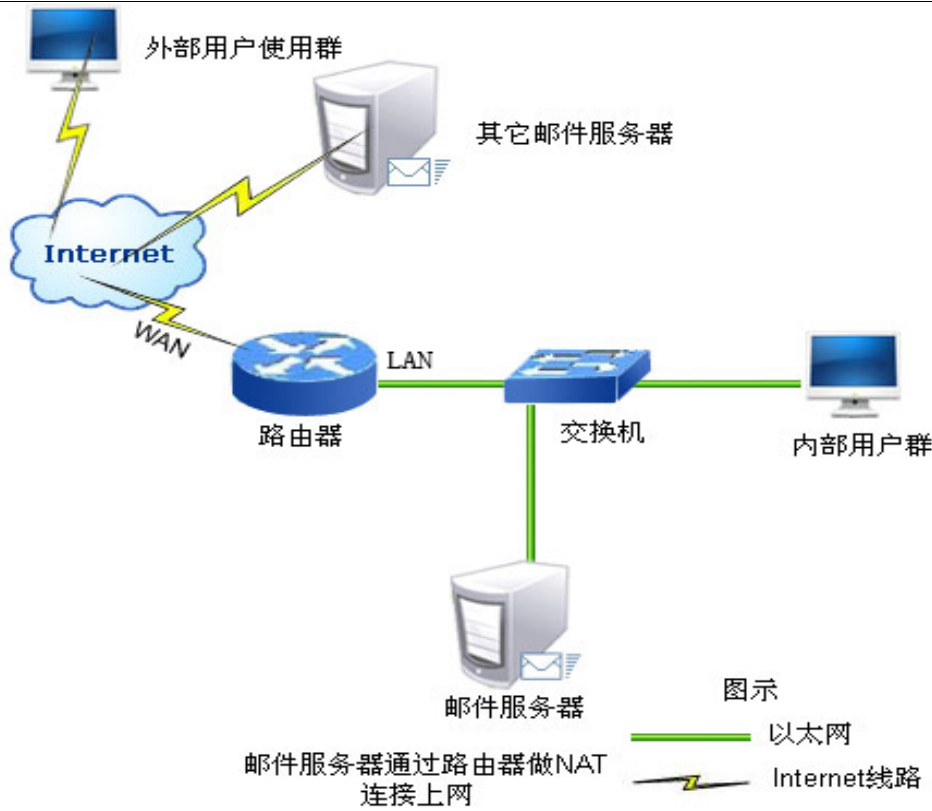 外部用户使用群
其它邮件服务器
Internet
WAN
LAN
路由器
交换机
内部用户群
邮件服务器
图示
以太网
邮件服务器通过路由器做NAT
连接上网
Internet线路